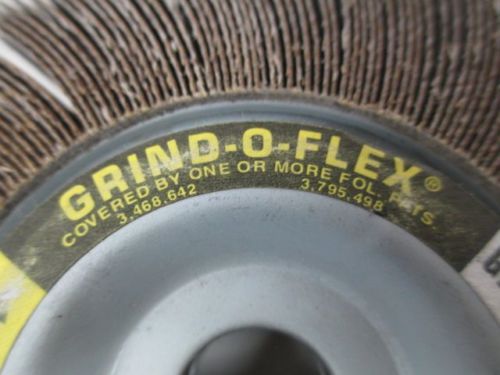 GRIND-O-FLEX®
COVERED BY ONE OR MORE FOL. PATS.
3,468,642 3,795,498